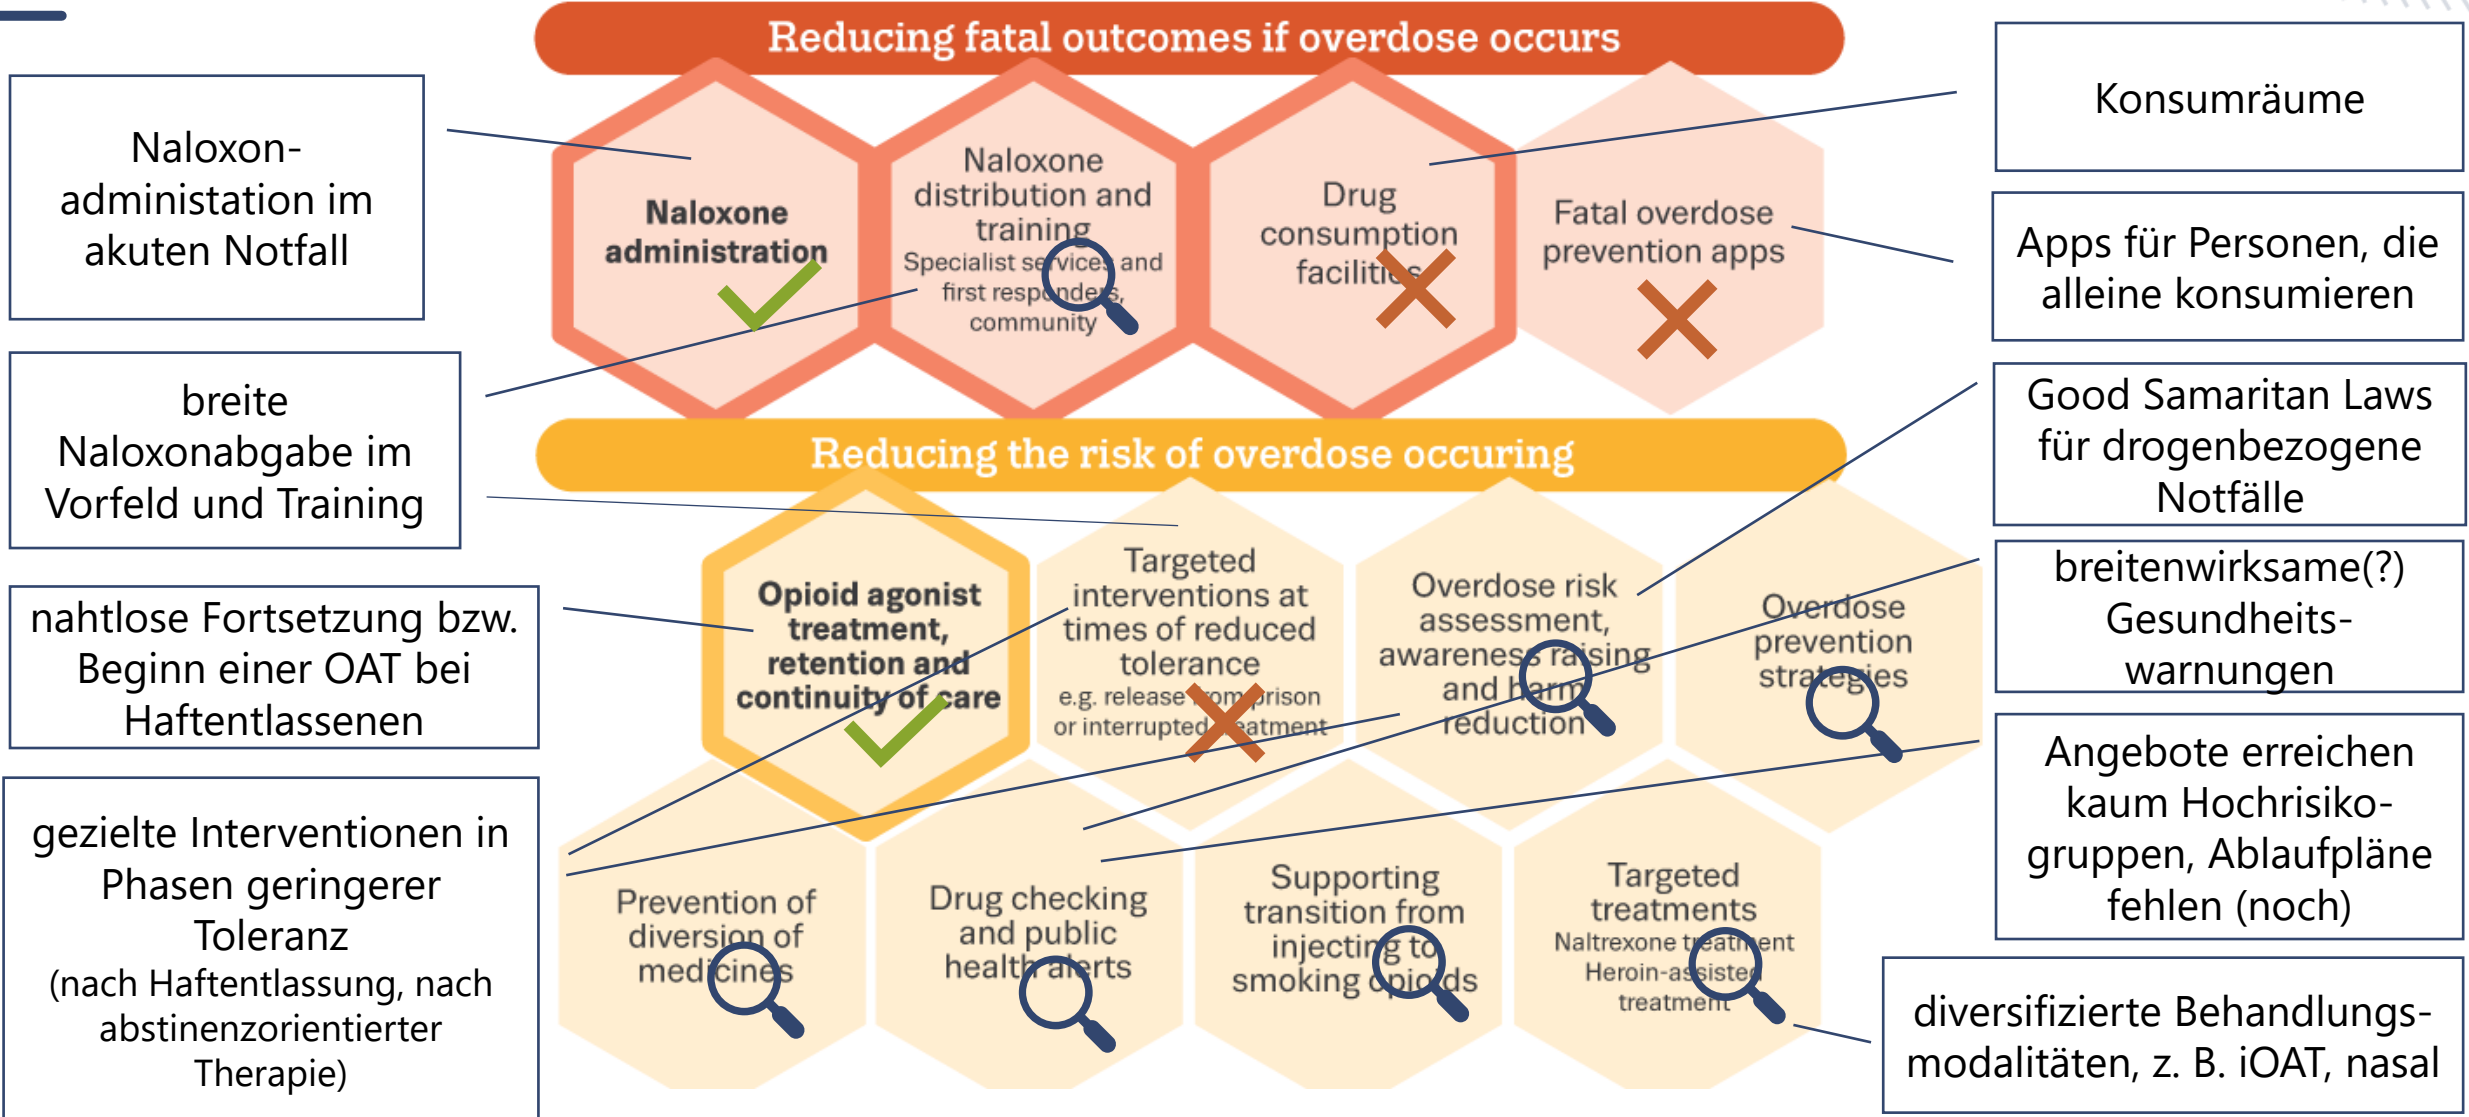 Reducing fatal outcomes if overdose occurs
Naloxon-
administation im
akuten Notfall
breite
Naloxonabgabe im
Vorfeld und Training
nahtlose Fortsetzung bzw.
Beginn einer OAT bei
Haftentlassenen
gezielte Interventionen in
Phasen geringerer
Toleranz
(nach Haftentlassung, nach
abstinenzorientierter
Therapie)
Naloxone
administration
Naloxone
distribution and
training
Specialist services and
first responders,
community
Drug
consumption
facilities
Fatal overdose
prevention apps
Reducing the risk of overdose occuring
Opioid agonist
treatment,
retention and
continuity of care
Targeted
interventions at
times of reduced
tolerance
e.g. release from prison
or interrupted treatment
Overdose risk
assessment,
awareness raising
and harm
reduction
Overdose
prevention
strategies
Prevention of
diversion of
medicines
Drug checking
and public
health alerts
Supporting
transition from
injecting to
smoking opioids
Targeted
treatments
Naltrexone treatment
Heroin-assisted
treatment
Konsumräume
Apps für Personen, die
alleine konsumieren
Good Samaritan Laws
für drogenbezogene
Notfälle
breitenwirksame(?)
Gesundheits-
warnungen
Angebote erreichen
kaum Hochrisiko-
gruppen, Ablaufpläne
fehlen (noch)
diversifizierte Behandlungs-
modalitäten, z. B. iOAT, nasal